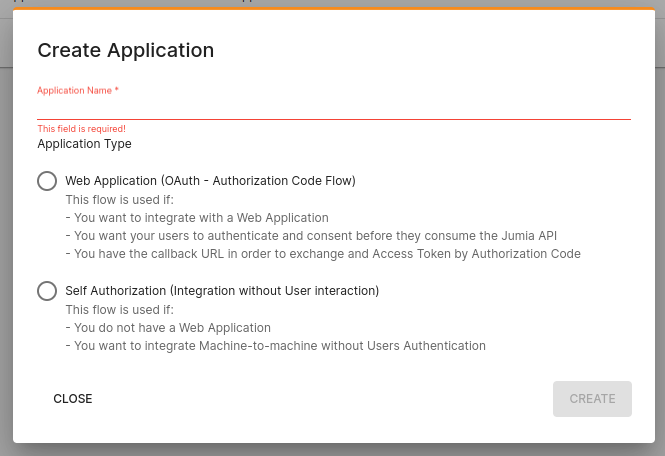 Create Application
Application Name *
This field is required!
Application Type
Web Application (OAuth - Authorization Code Flow)
This flow is used if:
- You want to integrate with a Web Application
- You want your users to authenticate and consent before they consume the Jumia API
- You have the callback URL in order to exchange and Access Token by Authorization Code
Self Authorization (Integration without User interaction)
This flow is used if:
- You do not have a Web Application
- You want to integrate Machine-to-machine without Users Authentication
CLOSE
CREATE